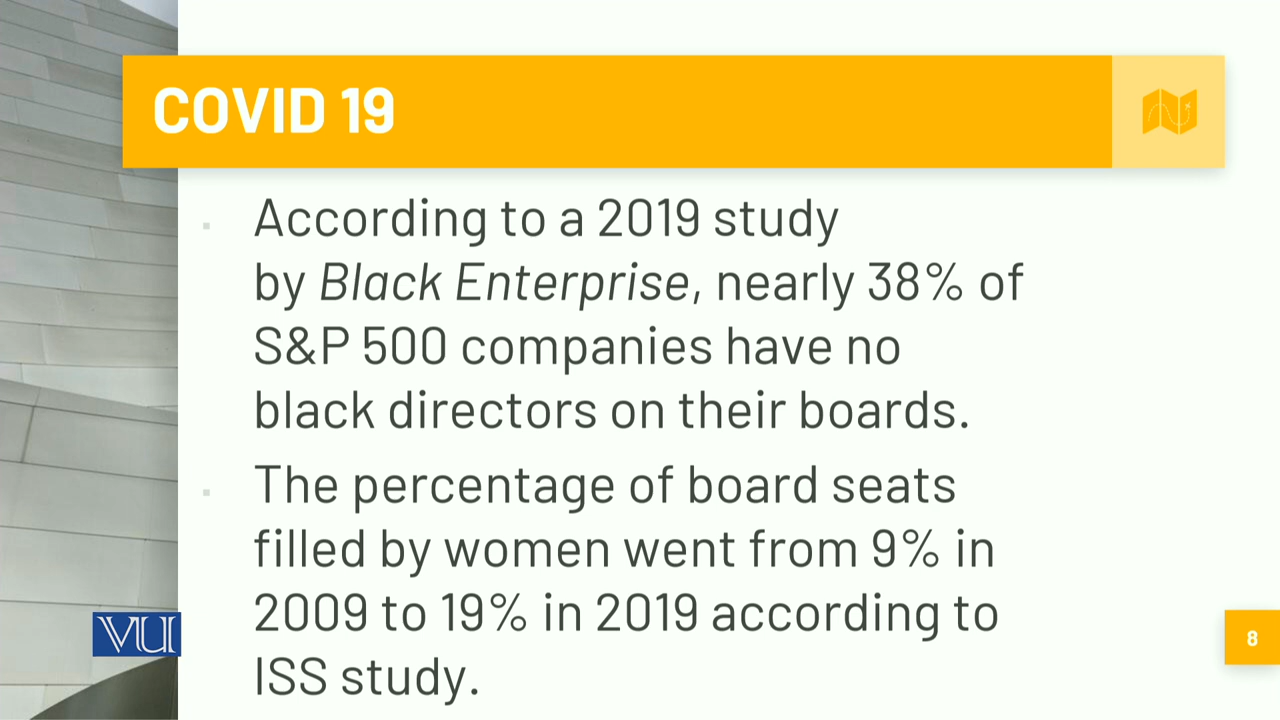 COVID 19
According to a 2019 study
by Black Enterprise, nearly 38% of
S&P 500 companies have no
black directors on their boards.
The percentage of board seats
filled by women went from 9% in
2009 to 19% in 2019 according to
ISS study.
VU
8